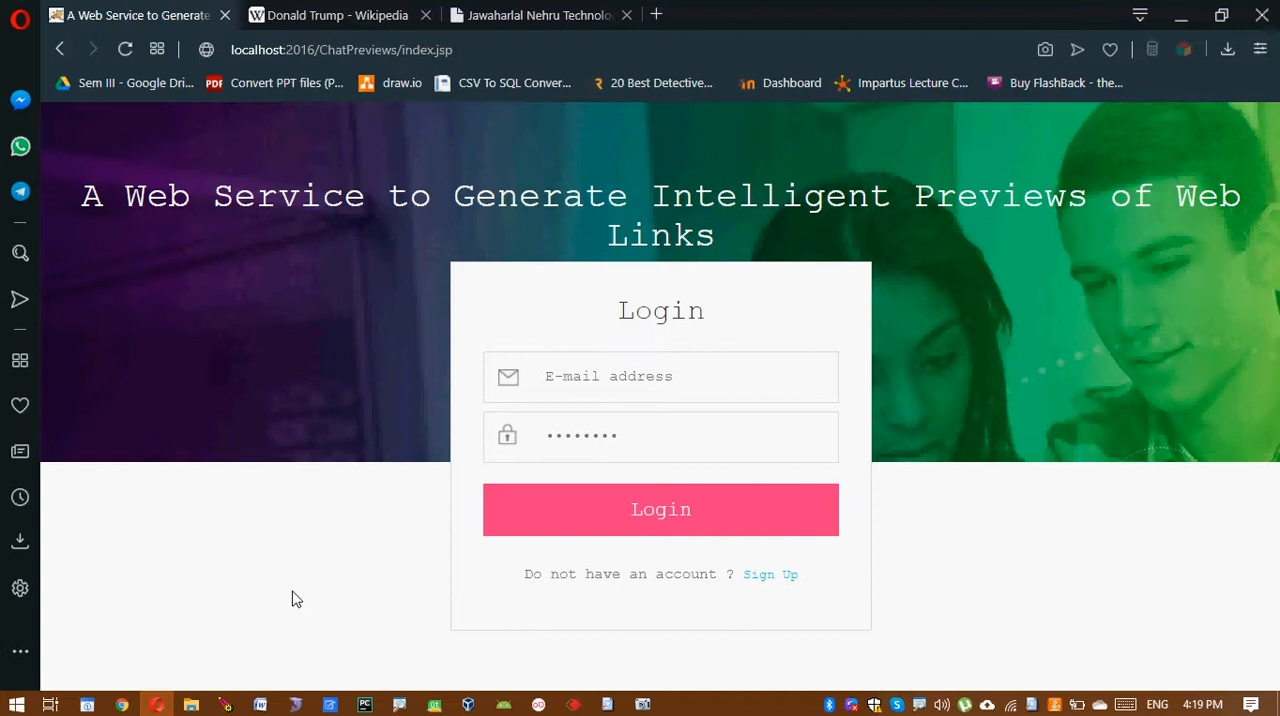 A Web Service to Generate
Donald Trump - Wikipedia
Jawaharlal Nehru Technolo
localhost:2016/ChatPreviews/index.jsp
Sem III - Google Dri...
PDF
Convert PPT files (P...
draw.io
CSV To SQL Conver...
20 Best Detective...
in
Dashboard
Impartus Lecture C...
Buy FlashBack - the...
A Web Service to Generate Intelligent Previews of Web
Links
Login
E-mail address
Login
Do not have an account ? Sign Up
ENG
4:19 PM